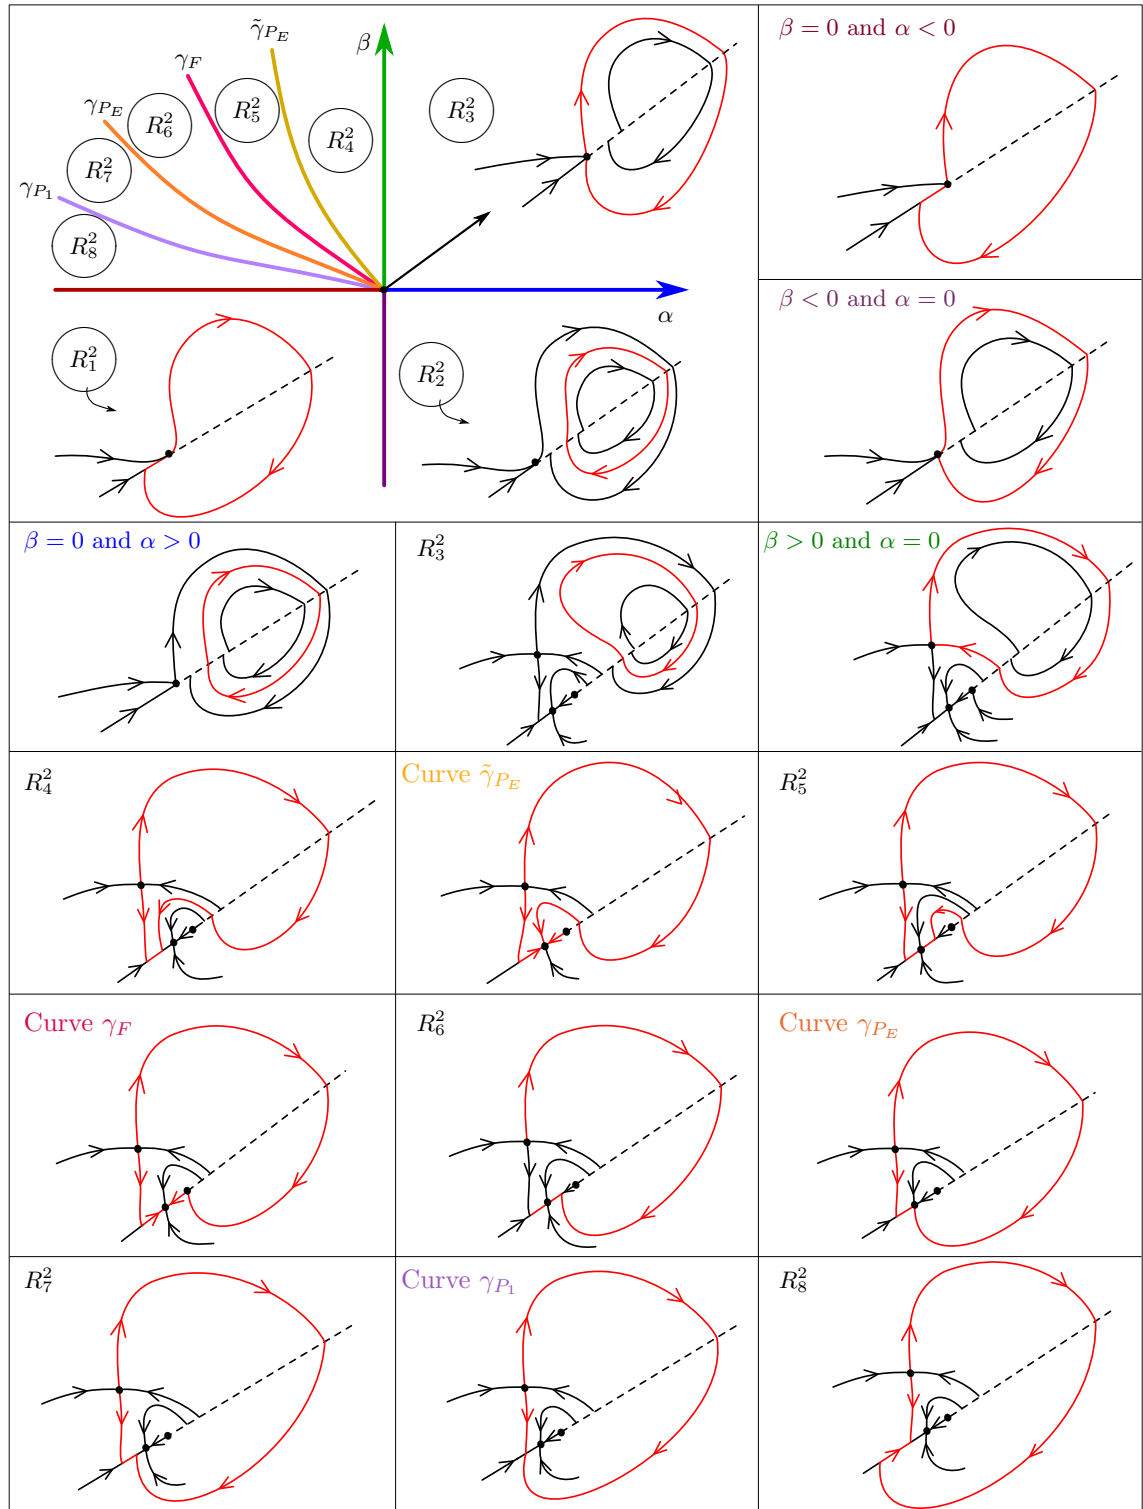 β
γ̃_{P_E}
γ_F
γ_{P_E}
γ_{P_1}
R_3^2
R_4^2
R_5^2
R_6^2
R_7^2
R_8^2
α
R_1^2
R_2^2
β = 0 and α < 0
β < 0 and α = 0
β = 0 and α > 0
R_3^2
β > 0 and α = 0
R_4^2
Curve γ̃_{P_E}
R_5^2
Curve γ_F
R_6^2
Curve γ_{P_E}
R_7^2
Curve γ_{P_1}
R_8^2